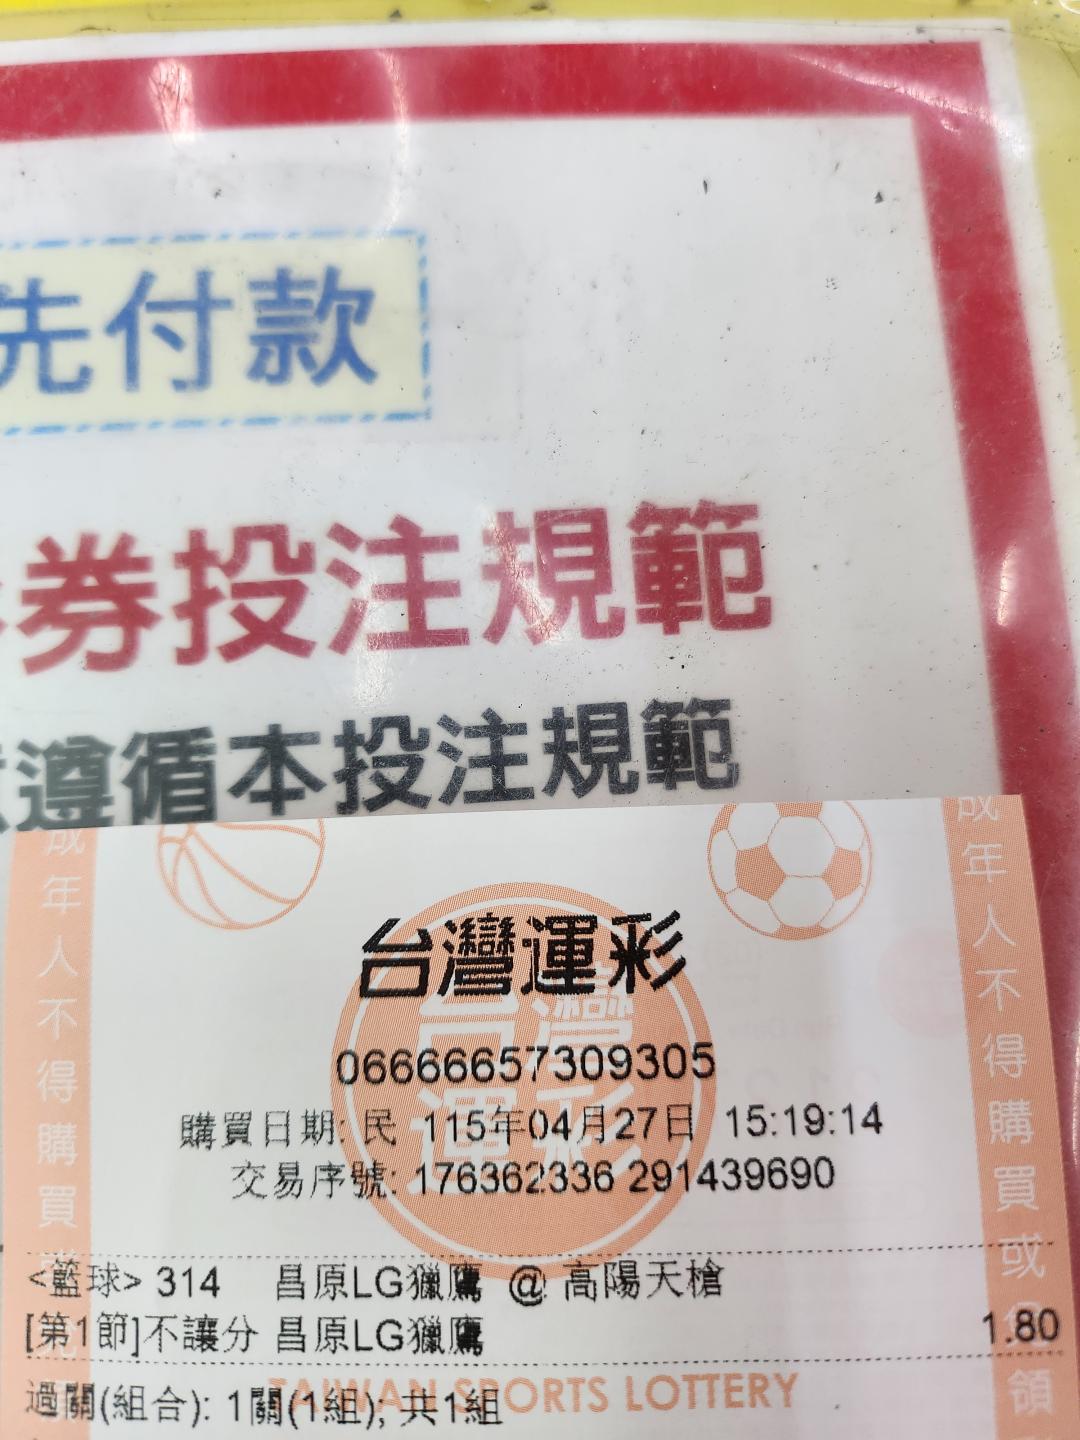 先付款
券投注規範
遵循本投注規範
台灣運彩
06666657309305
購買日期: 民 115年04月27日 15:19:14
交易序號: 176362336 291439690
<籃球> 314 昌原LG獵鷹 @ 高陽天槍
[第1節]不讓分 昌原LG獵鷹 1.80
過關(組合): 1關(1組); 共1組
TAIWAN SPORTS LOTTERY
成年人不得購買
成年人不得購買或 領